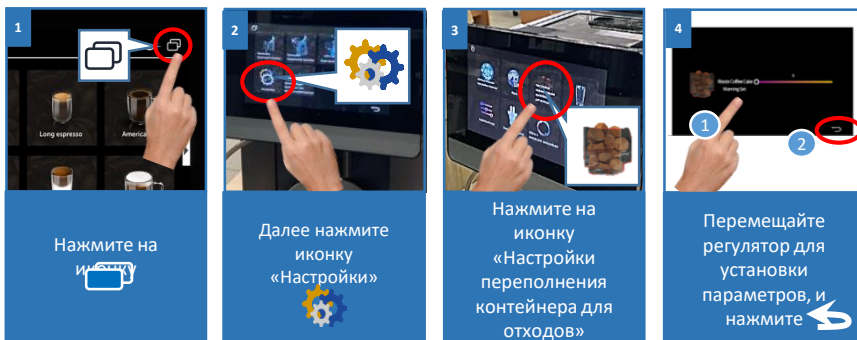 1
Long espresso
America
Нажмите на
иконку
2
Далее нажмите
иконку
«Настройки»
3
Нажмите на
иконку
«Настройки
переполнения
контейнера для
отходов»
4
Waste Coffee Cake
Warning Set
1
2
Перемещайте
регулятор для
установки
параметров, и
нажмите